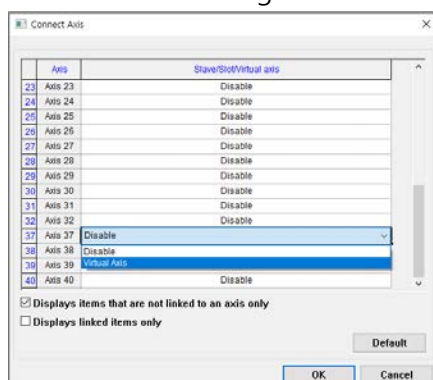 Connect Axis
Axis Slave/Slot/Virtual axis
23 Axis 23 Disable
24 Axis 24 Disable
25 Axis 25 Disable
26 Axis 26 Disable
27 Axis 27 Disable
28 Axis 28 Disable
29 Axis 29 Disable
30 Axis 30 Disable
31 Axis 31 Disable
32 Axis 32 Disable
37 Axis 37 Disable
38 Axis 38 Disable
39 Axis 39 Virtual Axis
40 Axis 40 Disable
Displays items that are not linked to an axis only
Displays linked items only
Default
OK Cancel